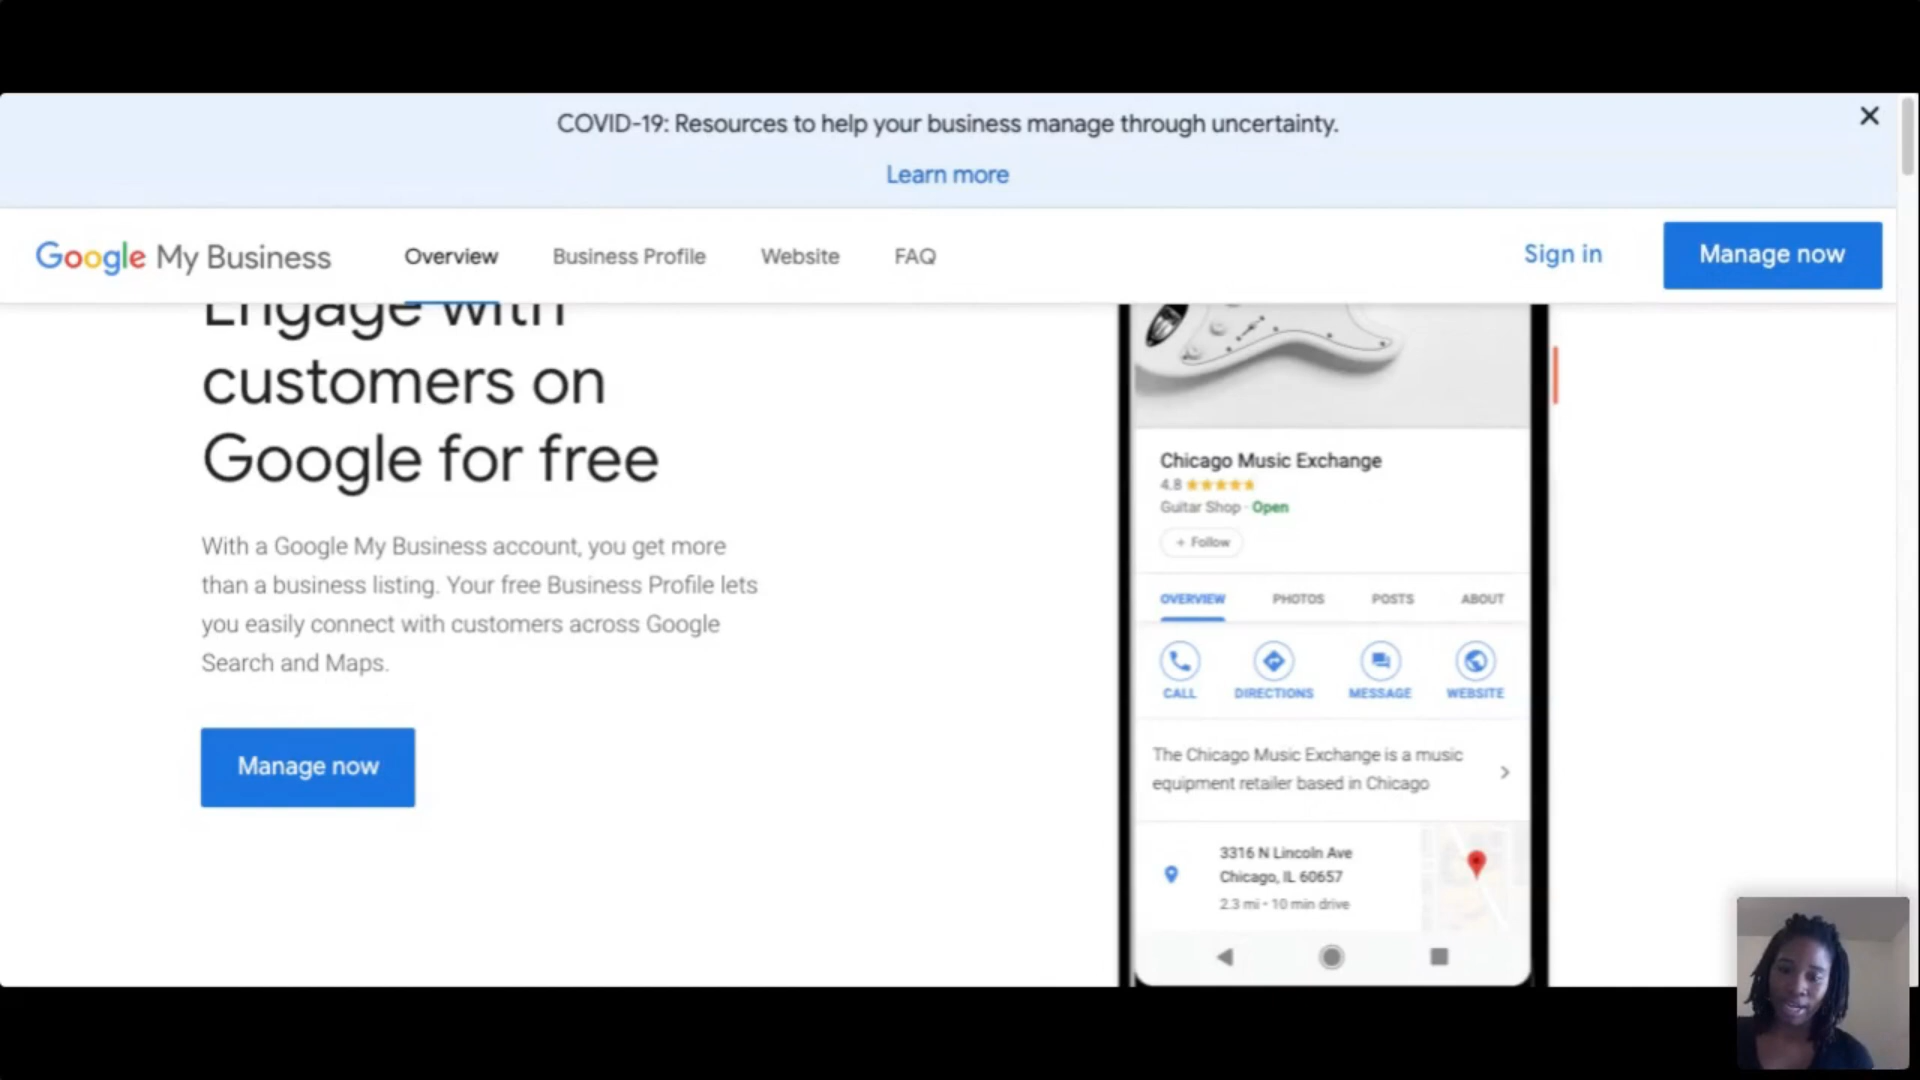 COVID-19: Resources to help your business manage through uncertainty.
Learn more
Google My Business
Overview
Business Profile
Website
FAQ
Sign in
Manage now
Engage with
customers on
Google for free
With a Google My Business account, you get more
than a business listing. Your free Business Profile lets
you easily connect with customers across Google
Search and Maps.
Manage now
Chicago Music Exchange
4.8
Guitar Shop · Open
+ Follow
OVERVIEW
PHOTOS
POSTS
ABOUT
CALL
DIRECTIONS
MESSAGE
WEBSITE
The Chicago Music Exchange is a music
equipment retailer based in Chicago
3316 N Lincoln Ave
Chicago, IL 60657
2.3 mi - 10 min drive